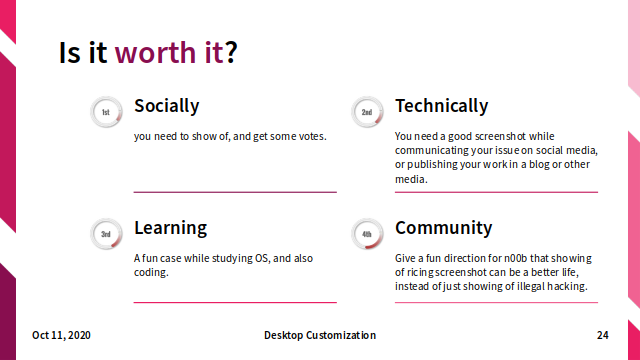 Is it worth it?
1st
Socially
you need to show of, and get some votes.
2nd
Technically
You need a good screenshot while
communicating your issue on social media,
or publishing your work in a blog or other
media.
3rd
Learning
A fun case while studying OS, and also
coding.
4th
Community
Give a fun direction for n00b that showing
of ricing screenshot can be a better life,
instead of just showing of illegal hacking.
Oct 11, 2020
Desktop Customization
24